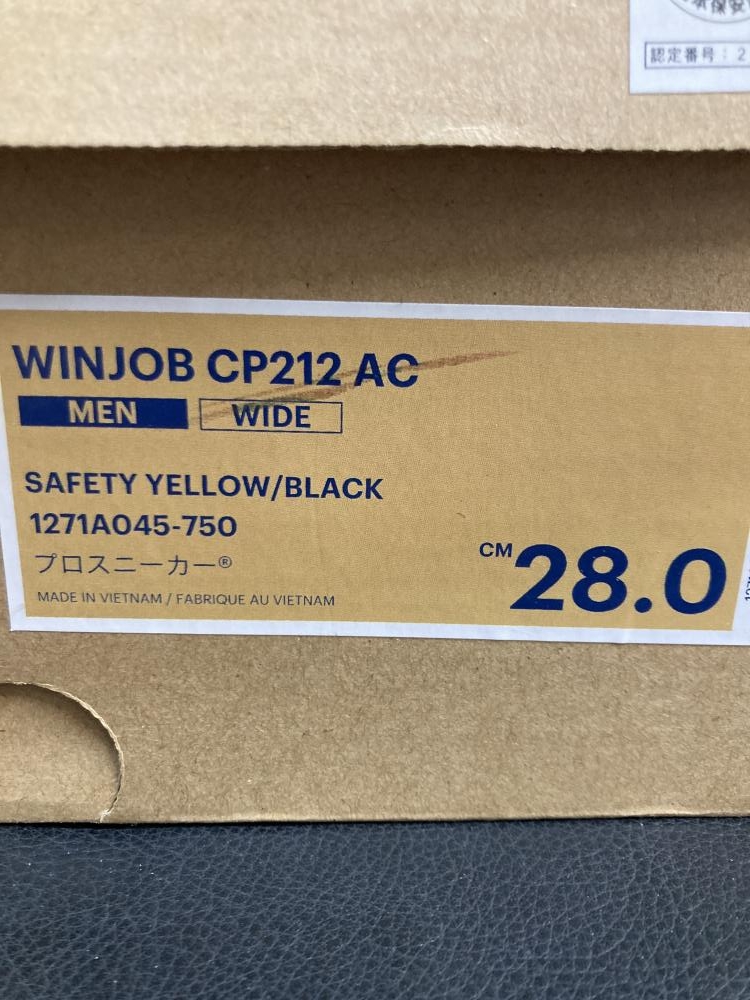 認定番号：2
WINJOB CP212 AC
MEN WIDE
SAFETY YELLOW/BLACK
1271A045-750
プロスニーカー®
CM 28.0
MADE IN VIETNAM / FABRIQUE AU VIETNAM